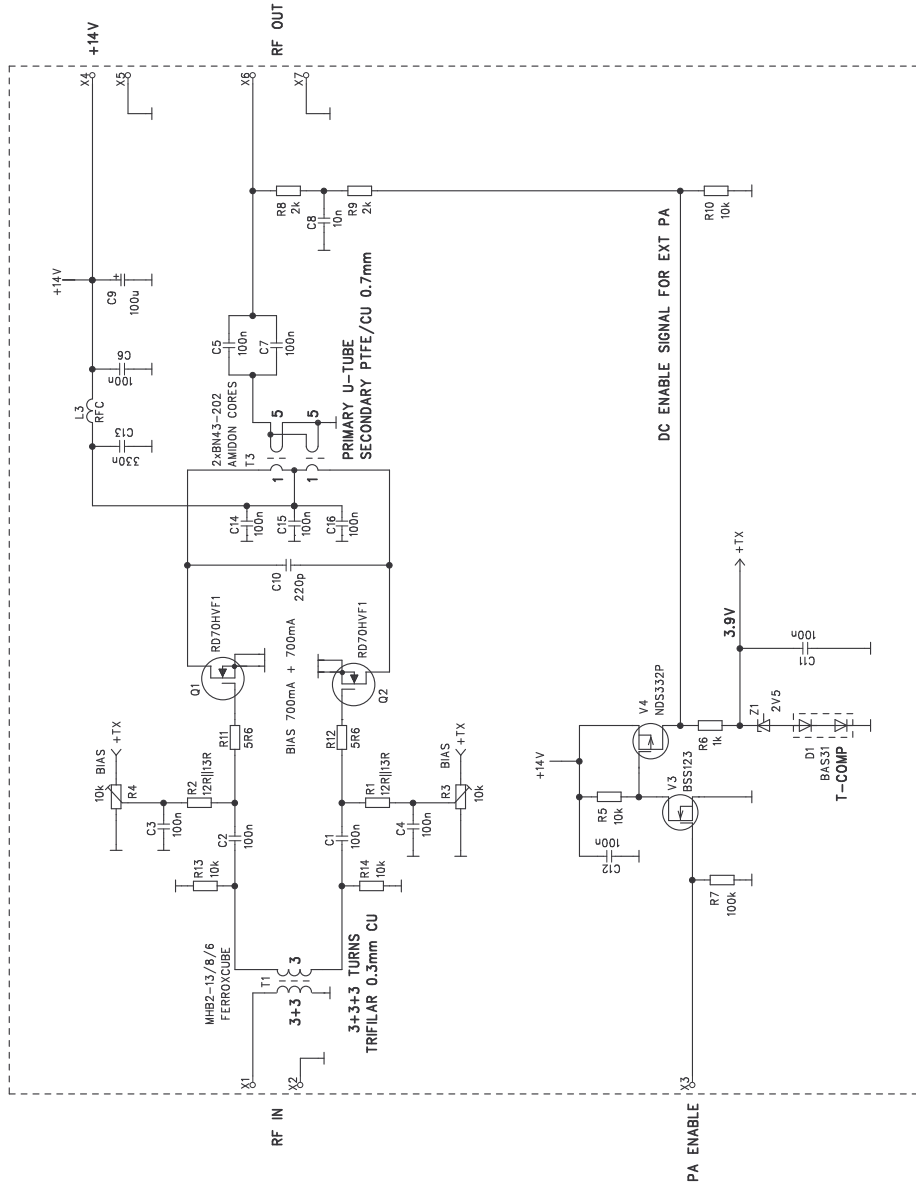 +14V
X4
X5
RF OUT
X6
X7
+14V
C9
+
100u
C6
100n
L3
RFC
C13
330n
R8
2k
C8
10n
R9
2k
R10
10k
DC ENABLE SIGNAL FOR EXT PA
C5
100n
C7
100n
2xBN43-202
AMIDON CORES
T3
1
1
5
5
PRIMARY U-TUBE
SECONDARY PTFE/CU 0.7mm
C14
100n
C15
100n
C16
100n
C10
220p
Q1
RD70HVF1
BIAS 700mA + 700mA
Q2
RD70HVF1
R11
5R6
R12
5R6
BIAS
+TX
10k
R4
R2
12R||13R
C3
100n
C2
100n
R13
10k
BIAS
+TX
R3
10k
R1
12R||13R
C4
100n
C1
100n
R14
10k
MHB2-13/8/6
FERROXCUBE
T1
3+3
3
3+3+3 TURNS
TRIFILAR 0.3mm CU
RF IN
X1
X2
PA ENABLE
X3
R7
100k
+14V
C12
100n
R5
10k
V3
BSS123
V4
NDS332P
R6
1k
3.9V
+TX
C11
100n
Z1
2V5
D1
BAS31
T-COMP